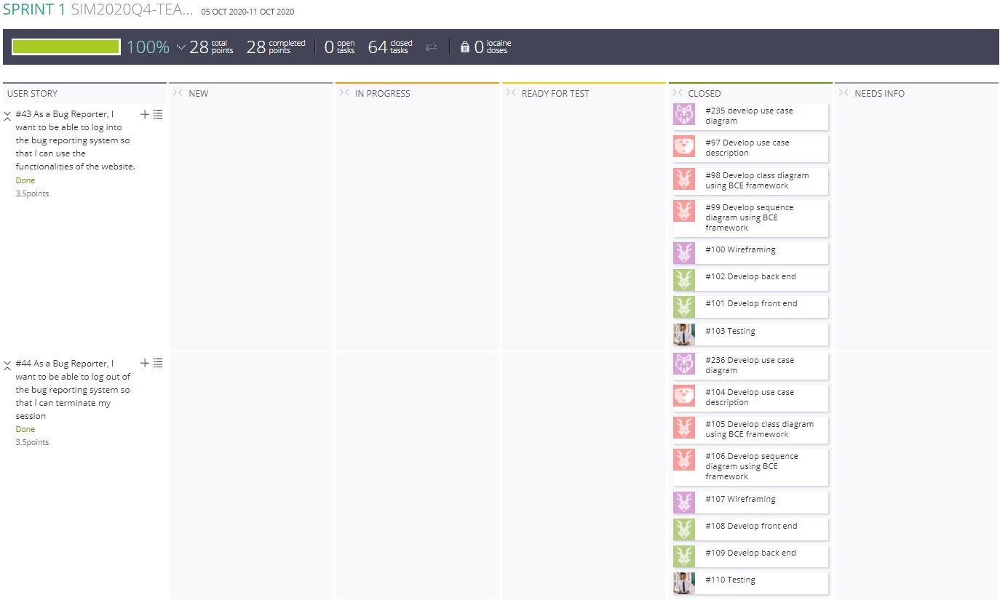 SPRINT 1 SIM2020Q4-TEA... 05 OCT 2020-11 OCT 2020
100% 28 total points 28 completed points 0 open tasks 64 closed tasks 0 iocaine doses
USER STORY NEW IN PROGRESS READY FOR TEST CLOSED NEEDS INFO
#43 As a Bug Reporter, I
want to be able to log into
the bug reporting system so
that I can use the
functionalities of the website.
Done
3.5points
#235 develop use case
diagram
#97 Develop use case
description
#98 Develop class diagram
using BCE framework
#99 Develop sequence
diagram using BCE
framework
#100 Wireframing
#102 Develop back end
#101 Develop front end
#103 Testing
#44 As a Bug Reporter, I
want to be able to log out of
the bug reporting system so
that I can terminate my
session
Done
3.5points
#236 Develop use case
diagram
#104 Develop use case
description
#105 Develop class diagram
using BCE framework
#106 Develop sequence
diagram using BCE
framework
#107 Wireframing
#108 Develop front end
#109 Develop back end
#110 Testing